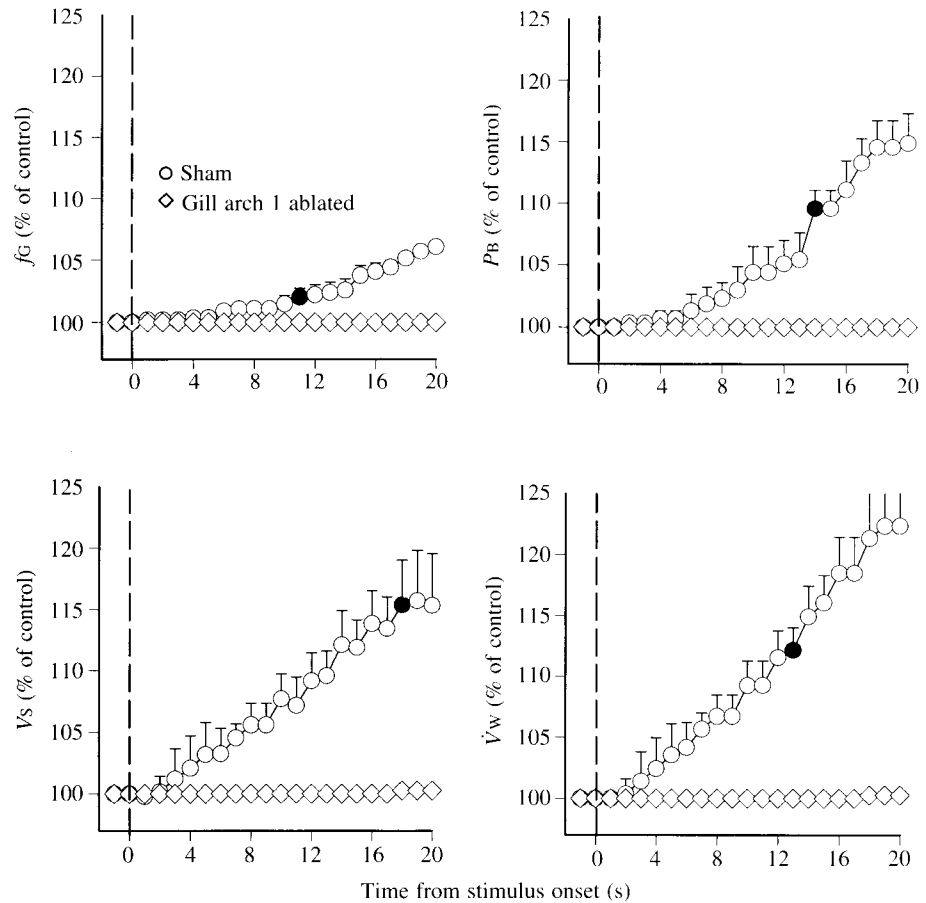 125
120
115
110
105
100
fG (% of control)
Sham
Gill arch 1 ablated
0 4 8 12 16 20
125
120
115
110
105
100
PB (% of control)
0 4 8 12 16 20
125
120
115
110
105
100
VS (% of control)
0 4 8 12 16 20
125
120
115
110
105
100
V̇W (% of control)
0 4 8 12 16 20
Time from stimulus onset (s)